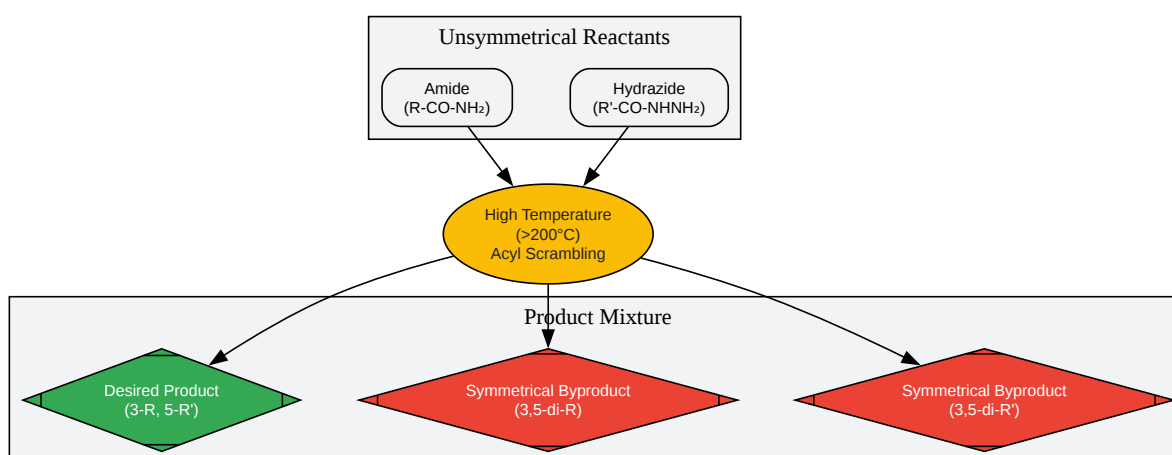 Unsymmetrical Reactants
Amide
(R-CO-NH₂)
Hydrazide
(R'-CO-NHNH₂)
High Temperature
(>200°C)
Acyl Scrambling
Product Mixture
Desired Product
(3-R, 5-R')
Symmetrical Byproduct
(3,5-di-R)
Symmetrical Byproduct
(3,5-di-R')